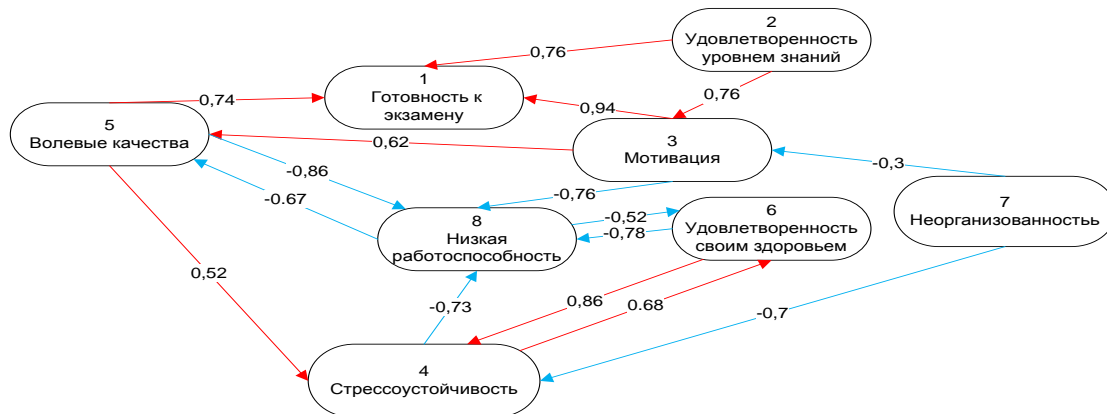 2
Удовлетворенность
уровнем знаний
0,76
1
Готовность к
экзамену
0,76
0,74
0,94
5
Волевые качества
0,62
3
Мотивация
-0,3
-0,86
-0,76
-0.67
7
Неорганизованностьь
8
Низкая
работоспособность
-0,52
-0,78
6
Удовлетворенность
своим здоровьем
0,52
-0,73
0,86
0.68
-0,7
4
Стрессоустойчивость